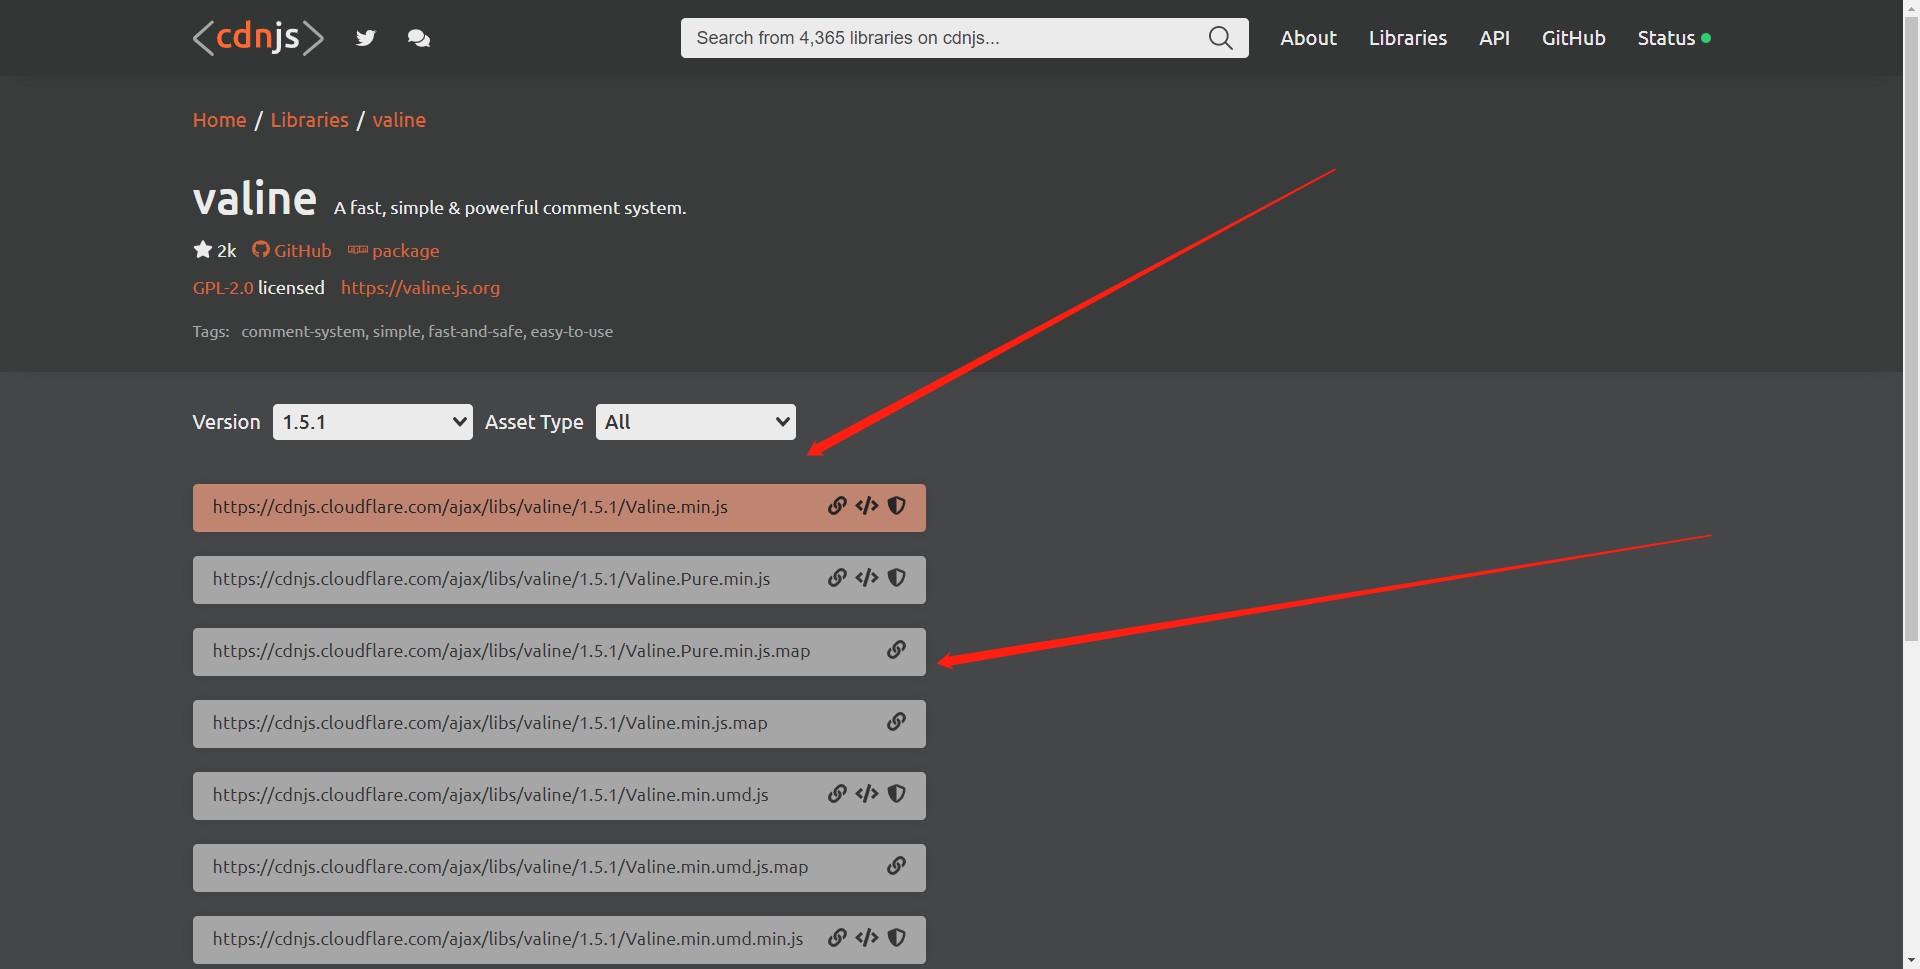 <cdnjs>
Search from 4,365 libraries on cdnjs...
About Libraries API GitHub Status
Home / Libraries / valine
valine A fast, simple & powerful comment system.
2k GitHub package
GPL-2.0 licensed https://valine.js.org
Tags: comment-system, simple, fast-and-safe, easy-to-use
Version 1.5.1 Asset Type All
https://cdnjs.cloudflare.com/ajax/libs/valine/1.5.1/Valine.min.js
https://cdnjs.cloudflare.com/ajax/libs/valine/1.5.1/Valine.Pure.min.js
https://cdnjs.cloudflare.com/ajax/libs/valine/1.5.1/Valine.Pure.min.js.map
https://cdnjs.cloudflare.com/ajax/libs/valine/1.5.1/Valine.min.js.map
https://cdnjs.cloudflare.com/ajax/libs/valine/1.5.1/Valine.min.umd.js
https://cdnjs.cloudflare.com/ajax/libs/valine/1.5.1/Valine.min.umd.js.map
https://cdnjs.cloudflare.com/ajax/libs/valine/1.5.1/Valine.min.umd.min.js